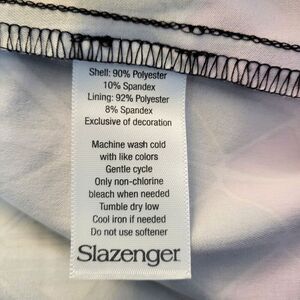 Shell: 90% Polyester
10% Spandex
Lining: 92% Polyester
8% Spandex
Exclusive of decoration
Machine wash cold
with like colors
Gentle cycle
Only non-chlorine
bleach when needed
Tumble dry low
Cool iron if needed
Do not use softener
Slazenger